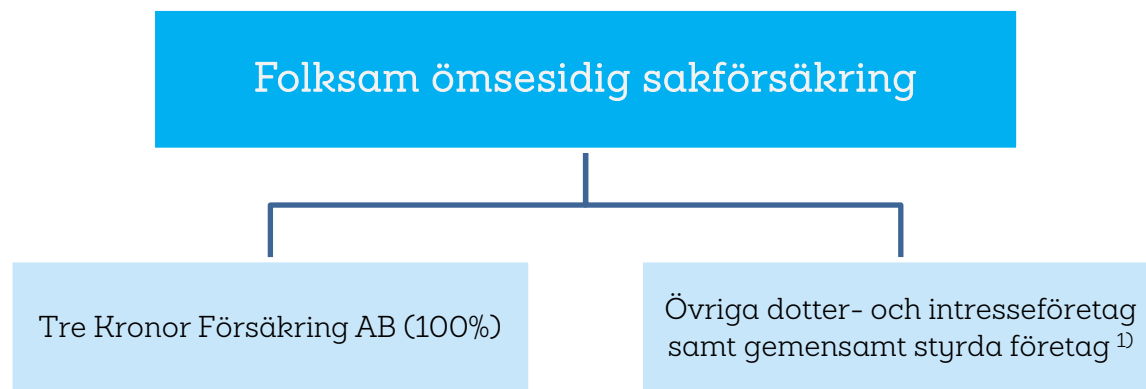 Folksam ömsesidig sakförsäkring
Tre Kronor Försäkring AB (100%)
Övriga dotter- och intresseföretag
samt gemensamt styrda företag ¹⁾